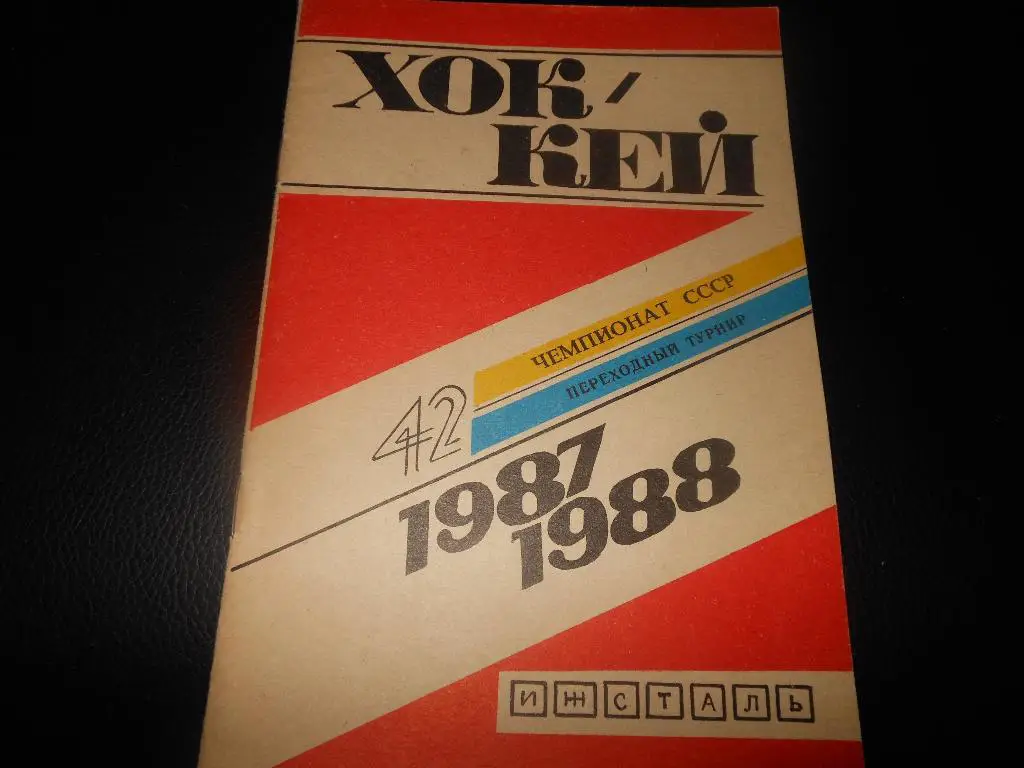 ХОК-
КЕЙ
42 ЧЕМПИОНАТ СССР
ПЕРЕХОДНЫЙ ТУРНИР
1987
1988
ИЖСТАЛЬ